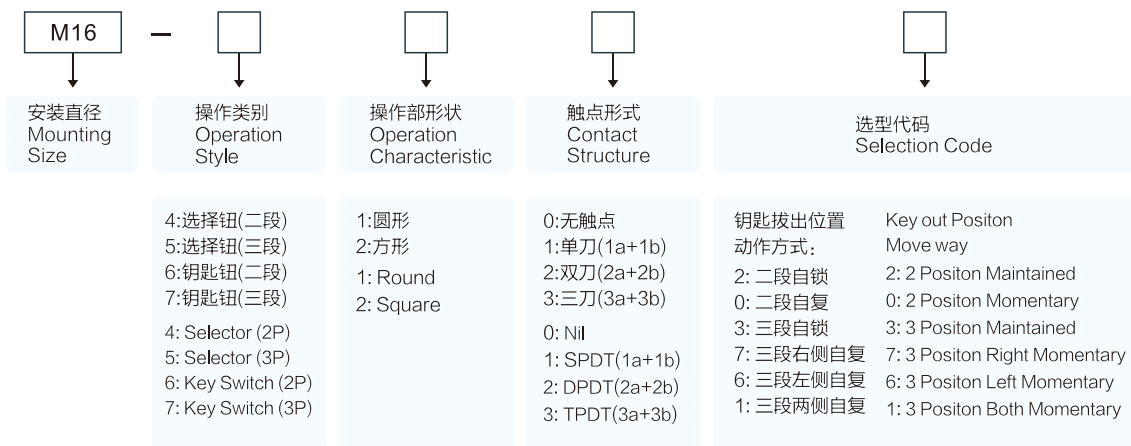 M16 —
安装直径
Mounting
Size
操作类别
Operation
Style
操作部形状
Operation
Characteristic
触点形式
Contact
Structure
选型代码
Selection Code
4:选择钮(二段)
5:选择钮(三段)
6:钥匙钮(二段)
7:钥匙钮(三段)
4: Selector (2P)
5: Selector (3P)
6: Key Switch (2P)
7: Key Switch (3P)
1:圆形
2:方形
1: Round
2: Square
0:无触点
1:单刀(1a+1b)
2:双刀(2a+2b)
3:三刀(3a+3b)
0: Nil
1: SPDT(1a+1b)
2: DPDT(2a+2b)
3: TPDT(3a+3b)
钥匙拔出位置 Key out Positon
动作方式: Move way
2: 二段自锁 2: 2 Positon Maintained
0: 二段自复 0: 2 Positon Momentary
3: 三段自锁 3: 3 Positon Maintained
7: 三段右侧自复 7: 3 Positon Right Momentary
6: 三段左侧自复 6: 3 Positon Left Momentary
1: 三段两侧自复 1: 3 Positon Both Momentary